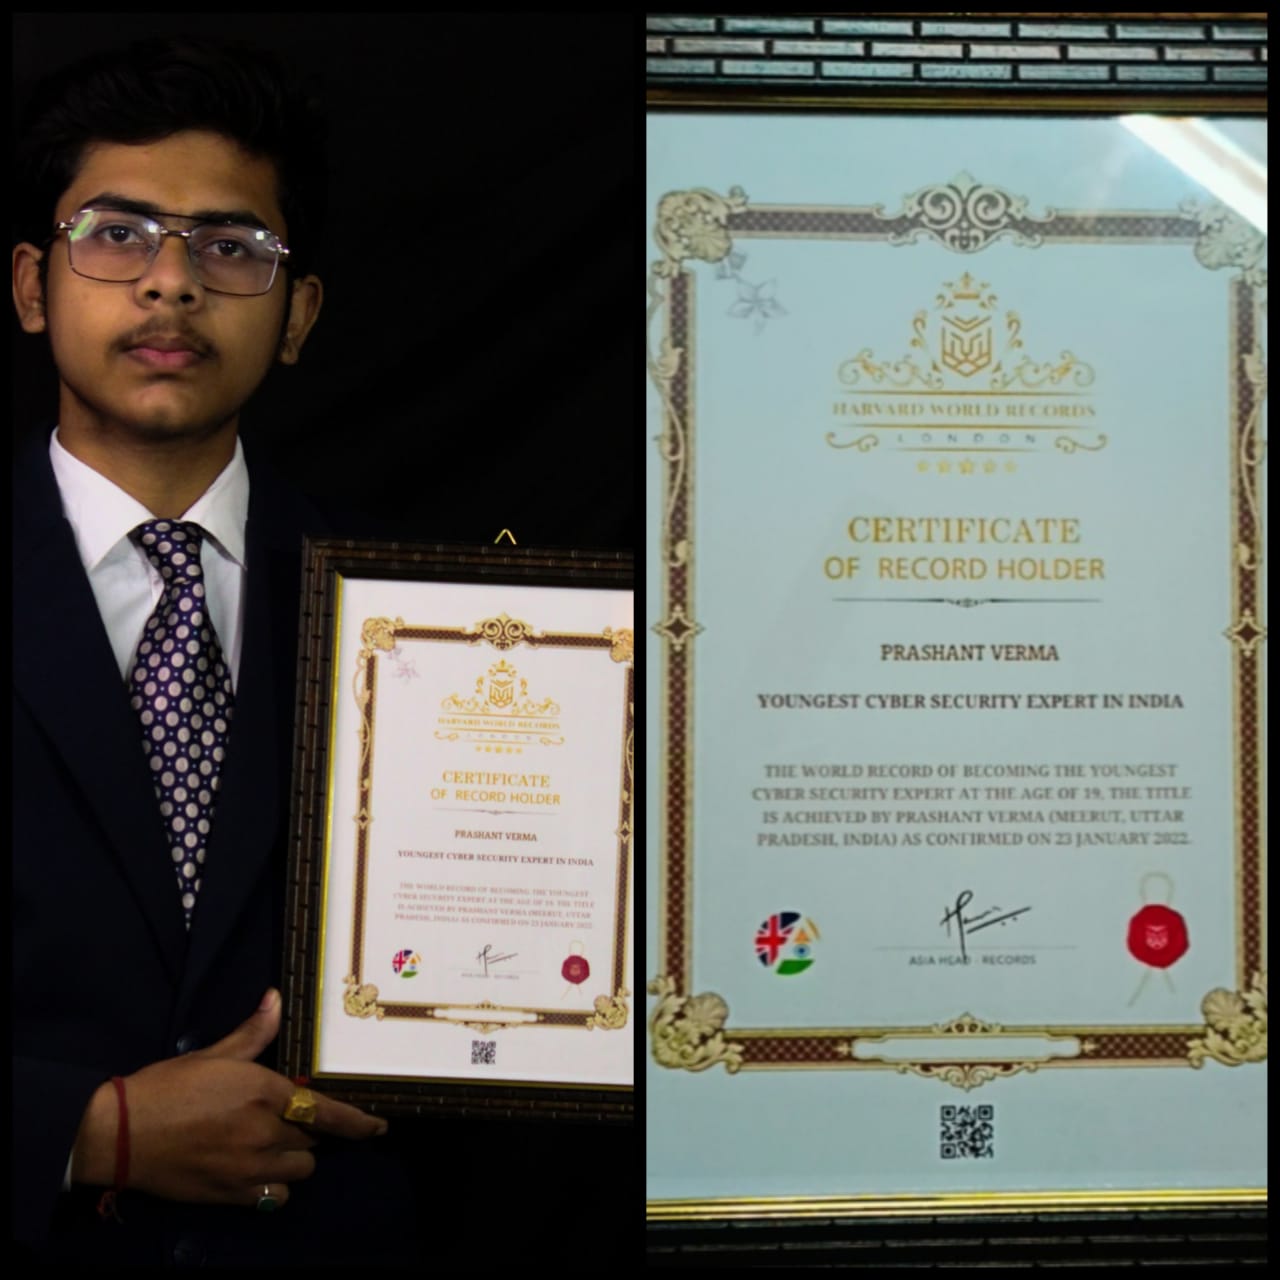 HARVARD WORLD RECORDS
LONDON
CERTIFICATE
OF RECORD HOLDER
PRASHANT VERMA
YOUNGEST CYBER SECURITY EXPERT IN INDIA
THE WORLD RECORD OF BECOMING THE YOUNGEST
CYBER SECURITY EXPERT AT THE AGE OF 19. THE TITLE
IS ACHIEVED BY PRASHANT VERMA (MEERUT, UTTAR
PRADESH, INDIA) AS CONFIRMED ON 23 JANUARY 2022.
ASIA HEAD - RECORDS
HARVARD WORLD RECORDS
LONDON
CERTIFICATE
OF RECORD HOLDER
PRASHANT VERMA
YOUNGEST CYBER SECURITY EXPERT IN INDIA
THE WORLD RECORD OF BECOMING THE YOUNGEST
CYBER SECURITY EXPERT AT THE AGE OF 19. THE TITLE
IS ACHIEVED BY PRASHANT VERMA (MEERUT, UTTAR
PRADESH, INDIA) AS CONFIRMED ON 23 JANUARY 2022.
ASIA HEAD - RECORDS